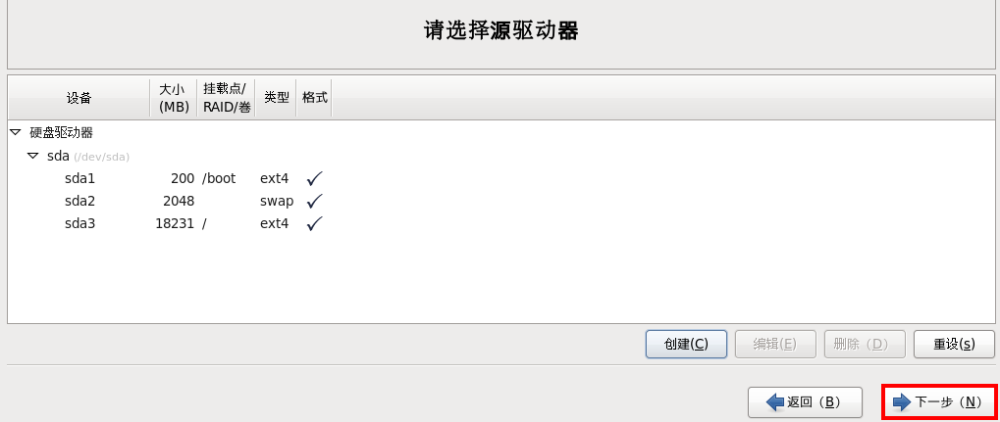 请选择源驱动器
设备 大小(MB) 挂载点/RAID/卷 类型 格式
硬盘驱动器
sda (/dev/sda)
sda1 200 /boot ext4
sda2 2048 swap
sda3 18231 / ext4
创建(C) 编辑(E) 删除（D） 重设(s)
返回（B） 下一步（N）